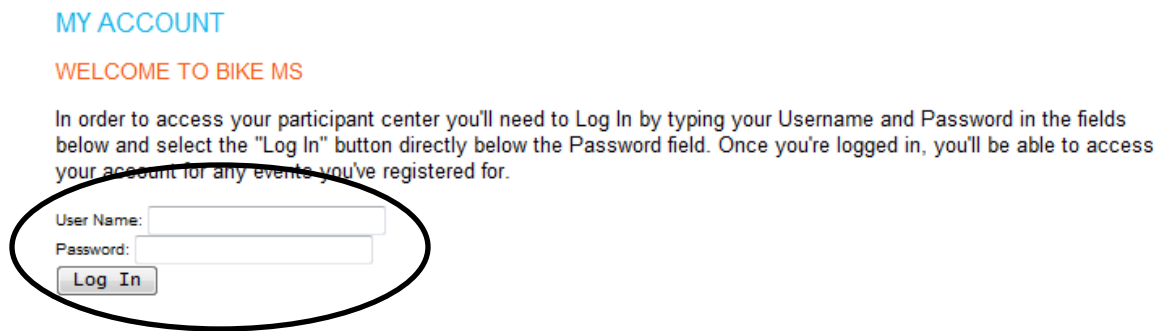 MY ACCOUNT
WELCOME TO BIKE MS
In order to access your participant center you'll need to Log In by typing your Username and Password in the fields
below and select the "Log In" button directly below the Password field. Once you're logged in, you'll be able to access
your account for any events you've registered for.
User Name:
Password:
Log In